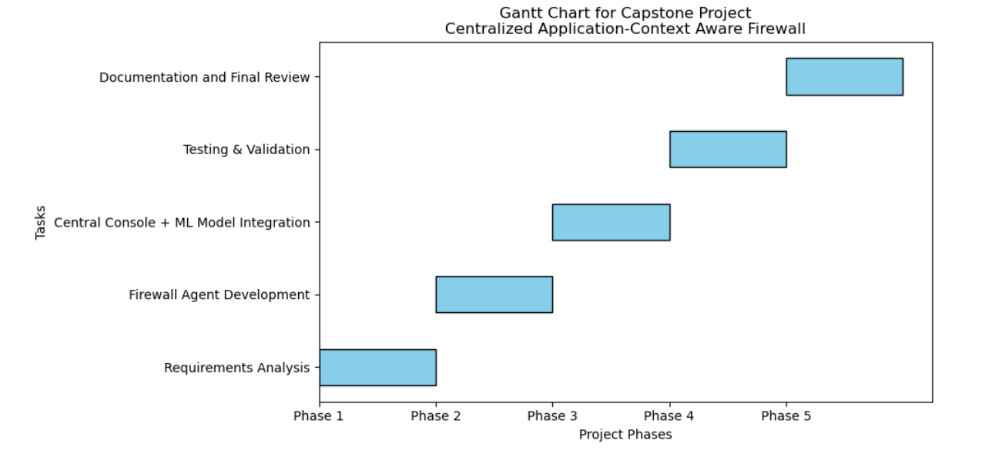 Gantt Chart for Capstone Project
Centralized Application-Context Aware Firewall
Documentation and Final Review
Testing & Validation
Central Console + ML Model Integration
Firewall Agent Development
Requirements Analysis
Tasks
Phase 1 Phase 2 Phase 3 Phase 4 Phase 5
Project Phases